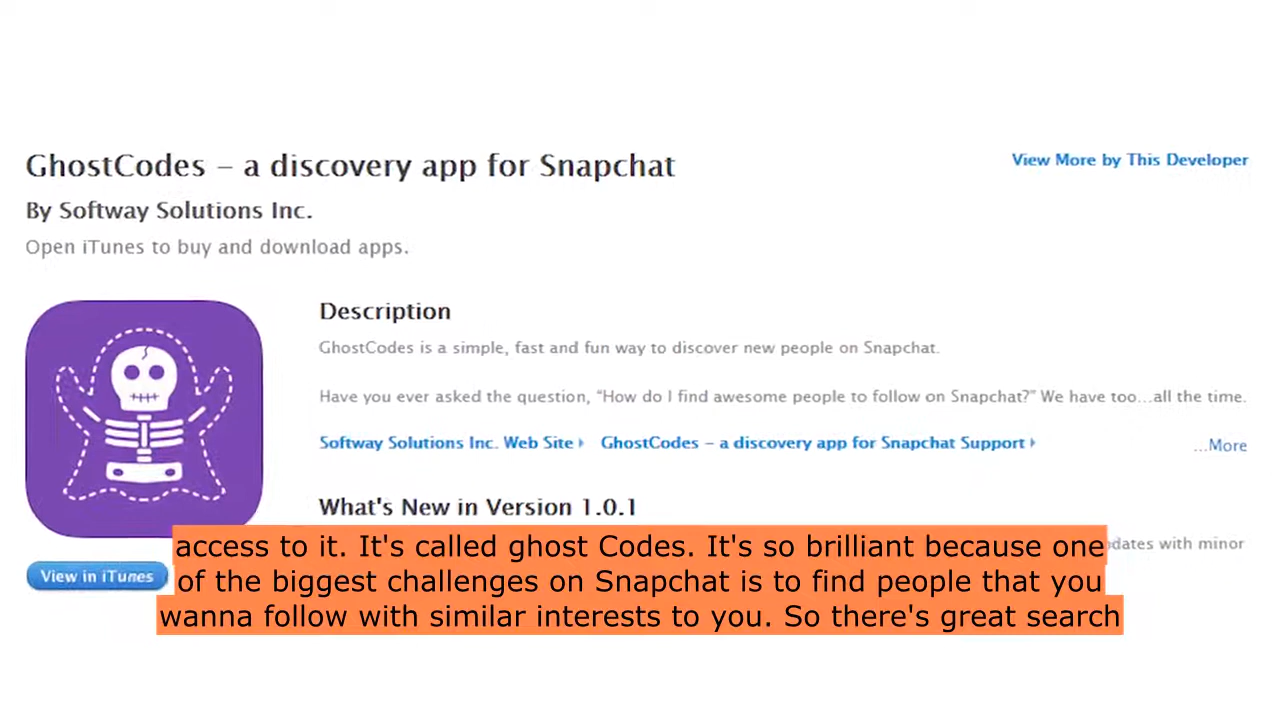 GhostCodes – a discovery app for Snapchat
View More by This Developer
By Softway Solutions Inc.
Open iTunes to buy and download apps.
Description
GhostCodes is a simple, fast and fun way to discover new people on Snapchat.
Have you ever asked the question, “How do I find awesome people to follow on Snapchat?” We have too...all the time.
Softway Solutions Inc. Web Site
GhostCodes – a discovery app for Snapchat Support
...More
What's New in Version 1.0.1
with minor
View in iTunes
access to it. It's called ghost Codes. It's so brilliant because one
of the biggest challenges on Snapchat is to find people that you
wanna follow with similar interests to you. So there's great search